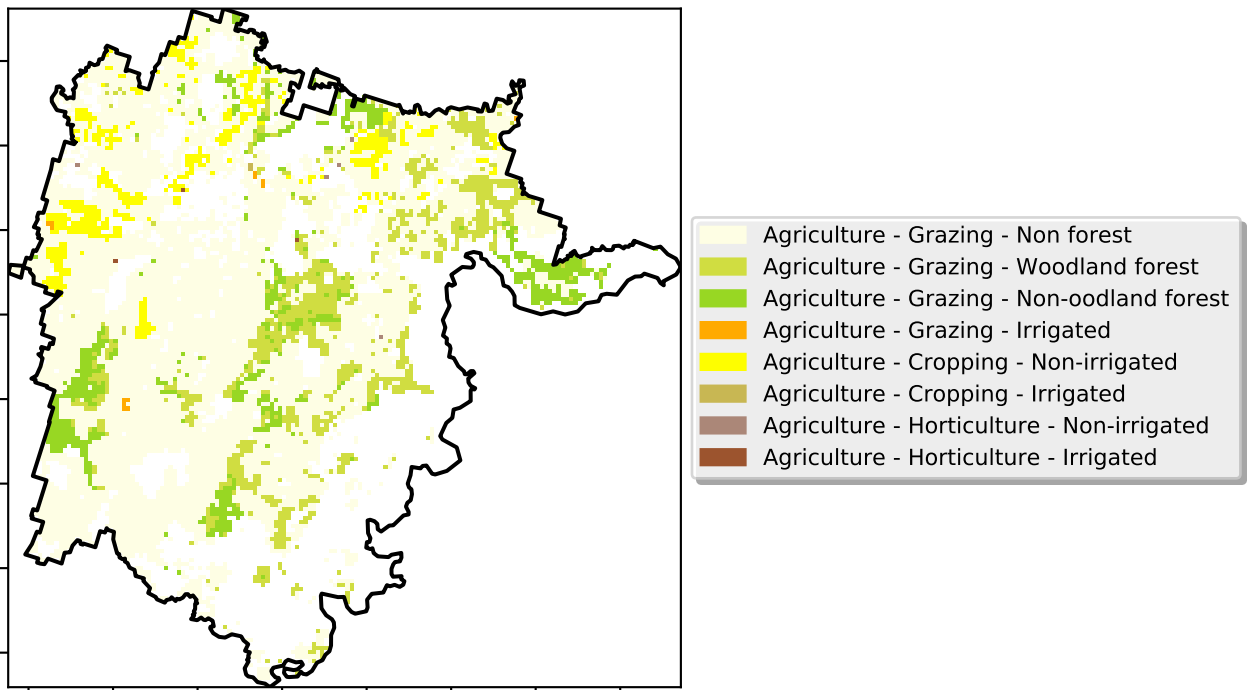 Agriculture - Grazing - Non forest
Agriculture - Grazing - Woodland forest
Agriculture - Grazing - Non-oodland forest
Agriculture - Grazing - Irrigated
Agriculture - Cropping - Non-irrigated
Agriculture - Cropping - Irrigated
Agriculture - Horticulture - Non-irrigated
Agriculture - Horticulture - Irrigated